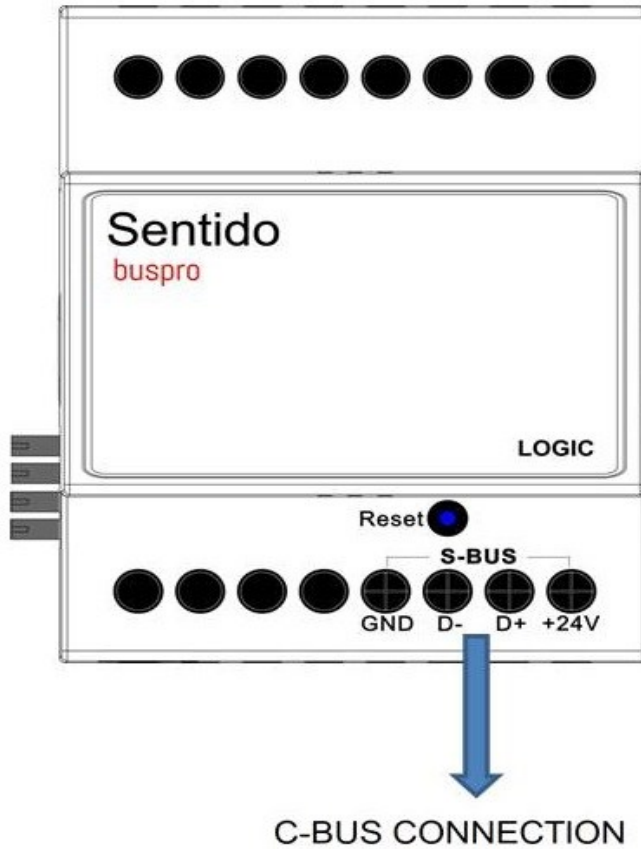 Sentido
buspro
LOGIC
Reset
S-BUS
GND D- D+ +24V
C-BUS CONNECTION